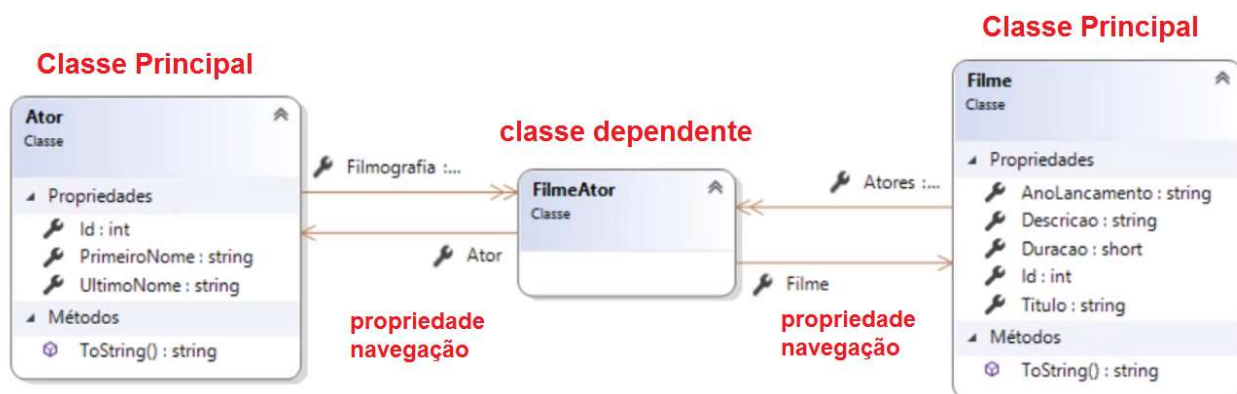 Classe Principal
Ator
Classe
Propriedades
Id : int
PrimeiroNome : string
UltimoNome : string
Métodos
ToString() : string
Filmografia :...
Ator
propriedade
navegação
classe dependente
FilmeAtor
Classe
Atores :...
Filme
propriedade
navegação
Classe Principal
Filme
Classe
Propriedades
AnoLancamento : string
Descricao : string
Duracao : short
Id : int
Titulo : string
Métodos
ToString() : string